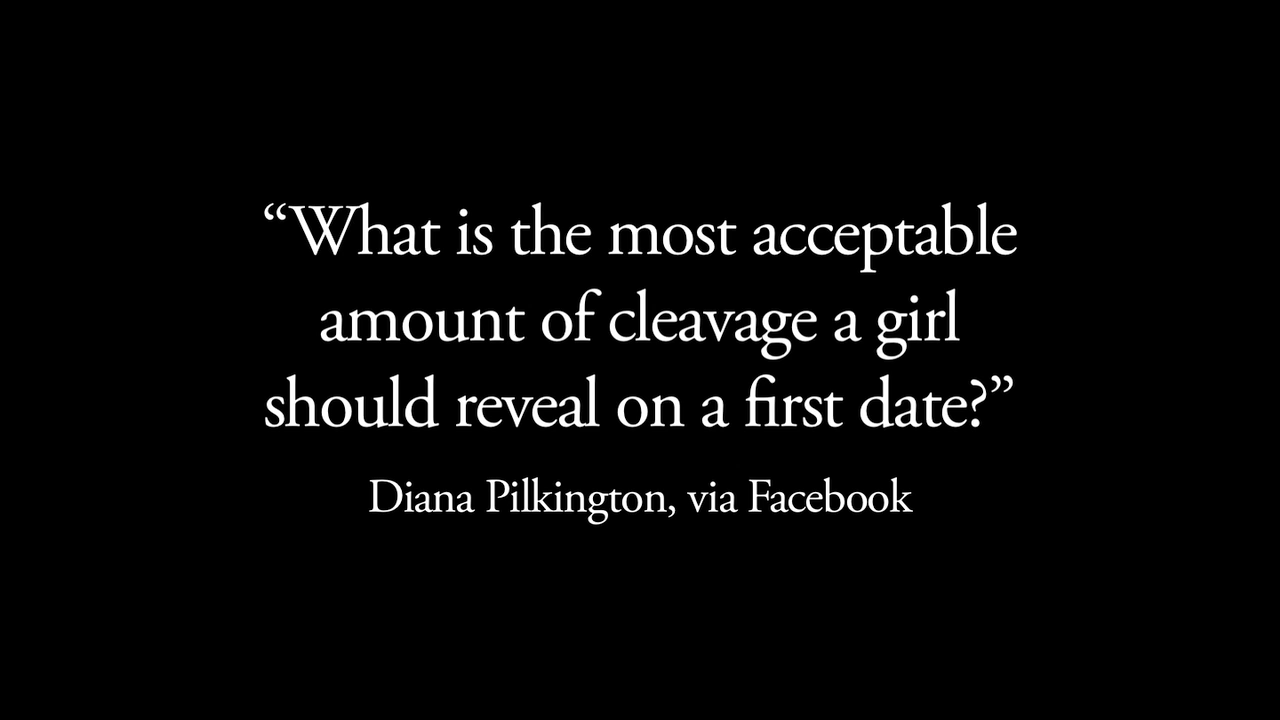 “What is the most acceptable
amount of cleavage a girl
should reveal on a first date?”
Diana Pilkington, via Facebook